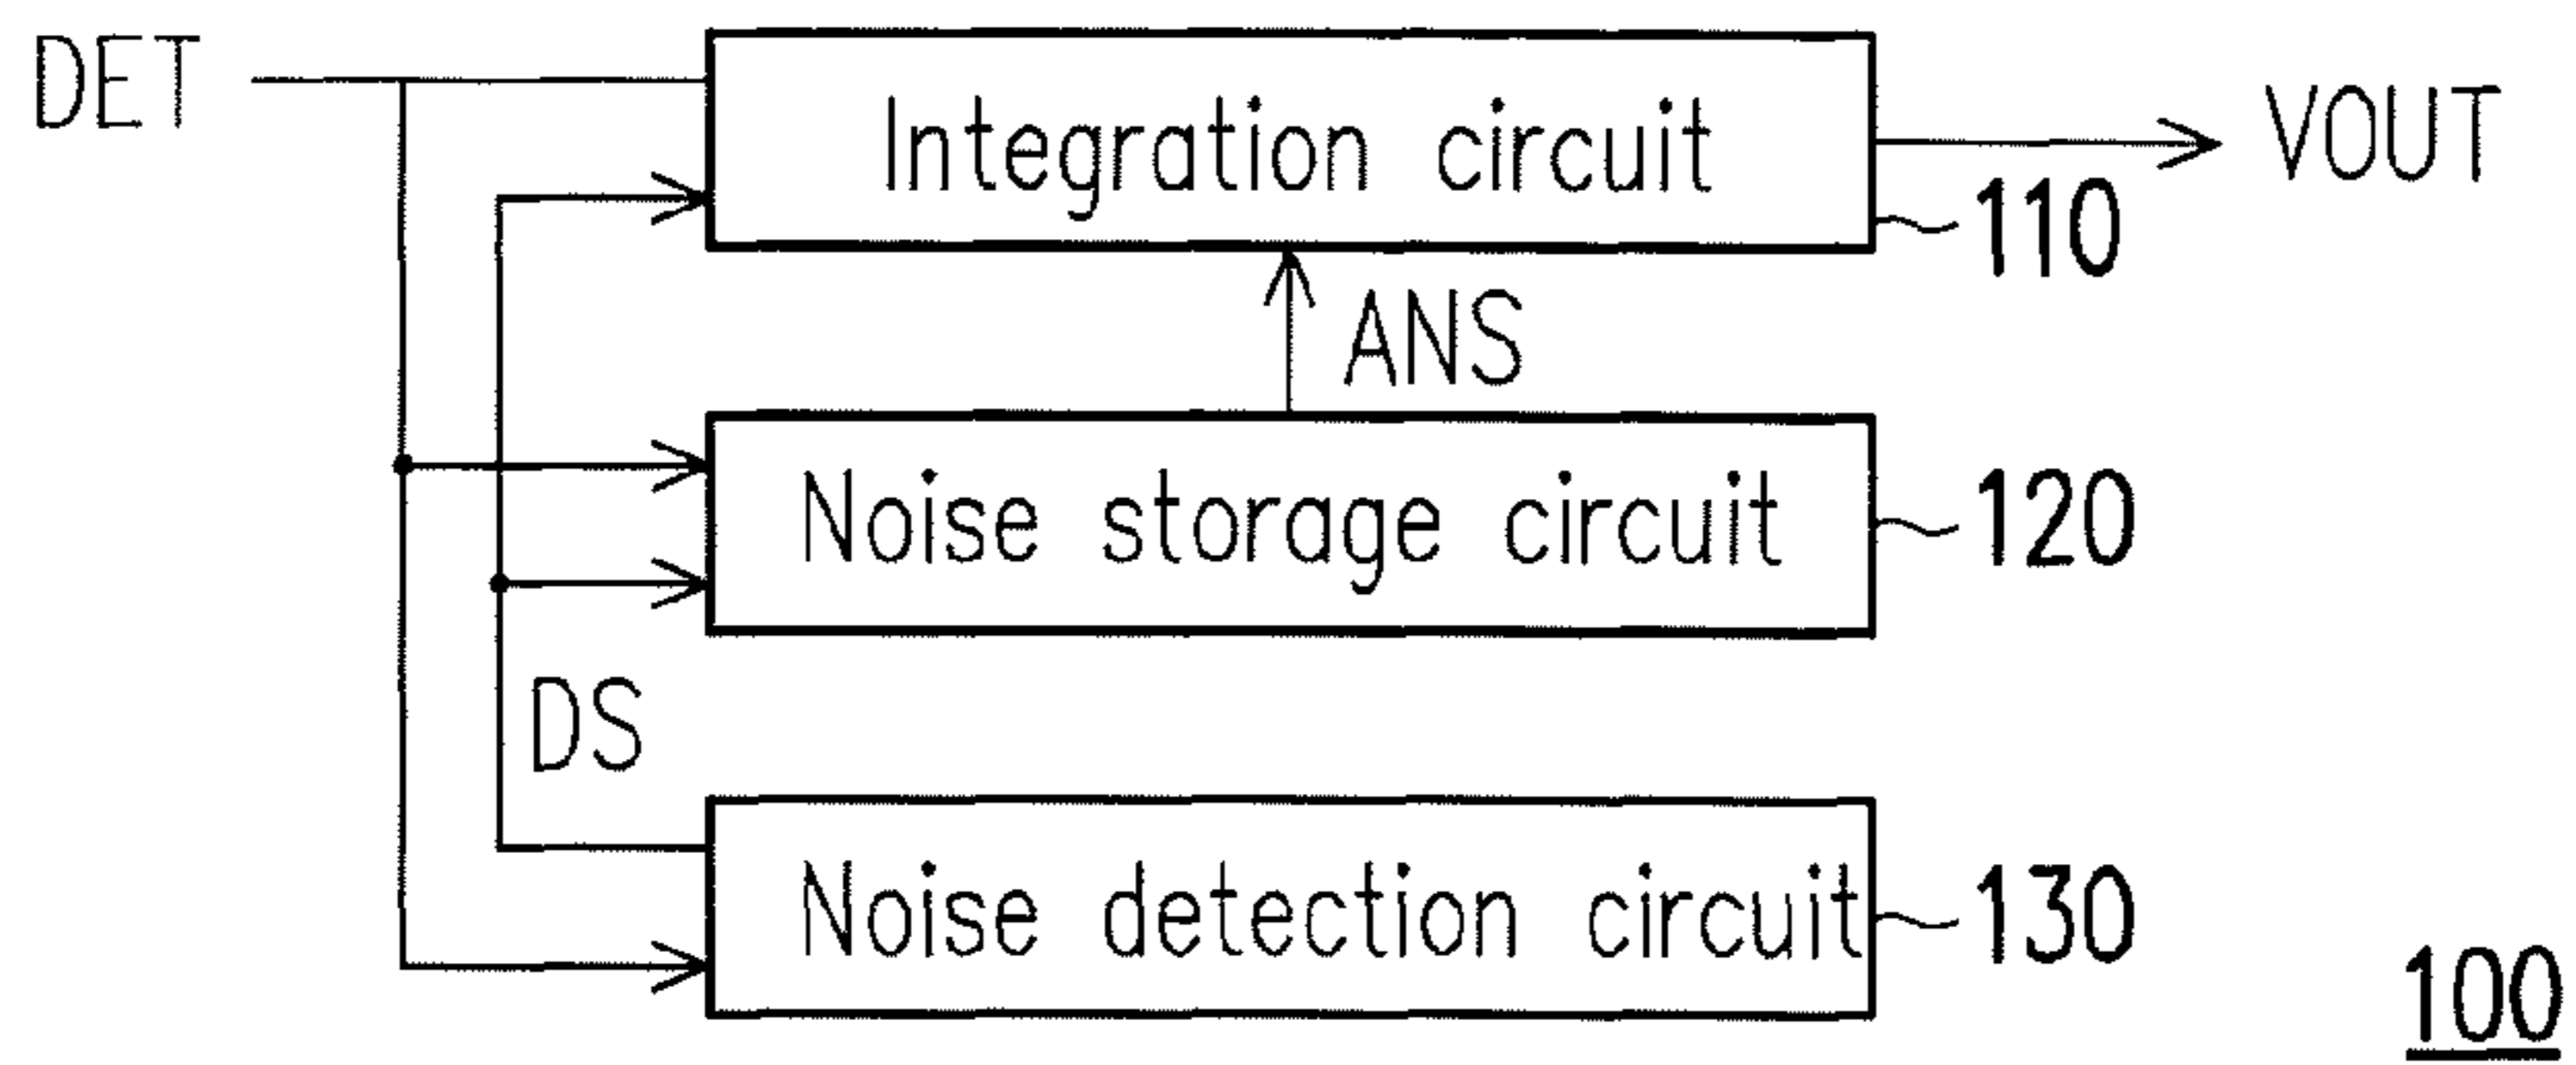 DET
Integration circuit
VOUT
110
ANS
Noise storage circuit
120
DS
Noise detection circuit
130
100